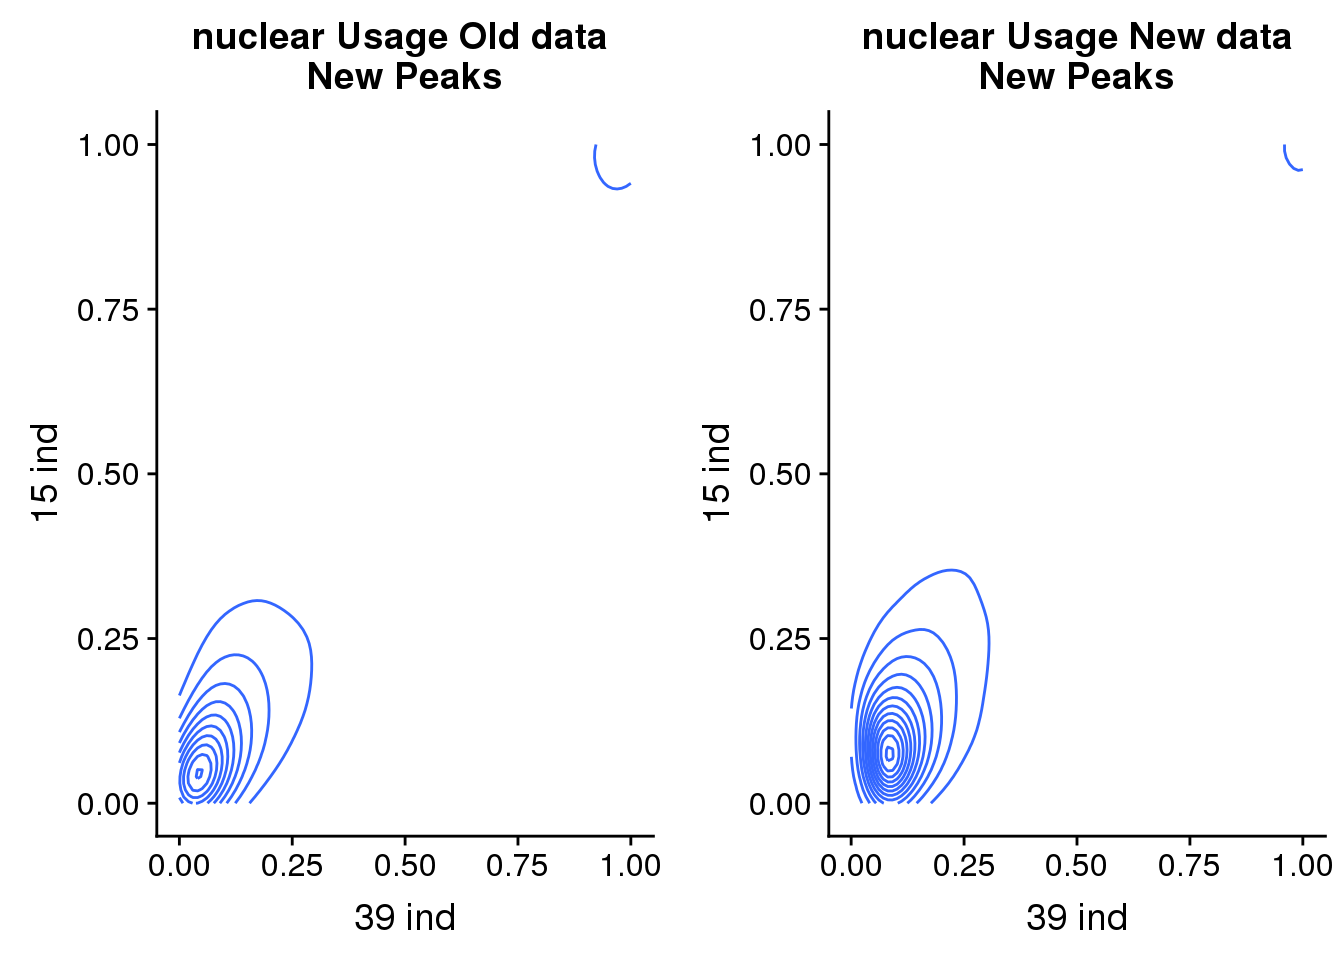 nuclear Usage Old data
New Peaks
1.00
0.75
0.50
0.25
0.00
15 ind
0.00 0.25 0.50 0.75 1.00
39 ind
nuclear Usage New data
New Peaks
1.00
0.75
0.50
0.25
0.00
15 ind
0.00 0.25 0.50 0.75 1.00
39 ind